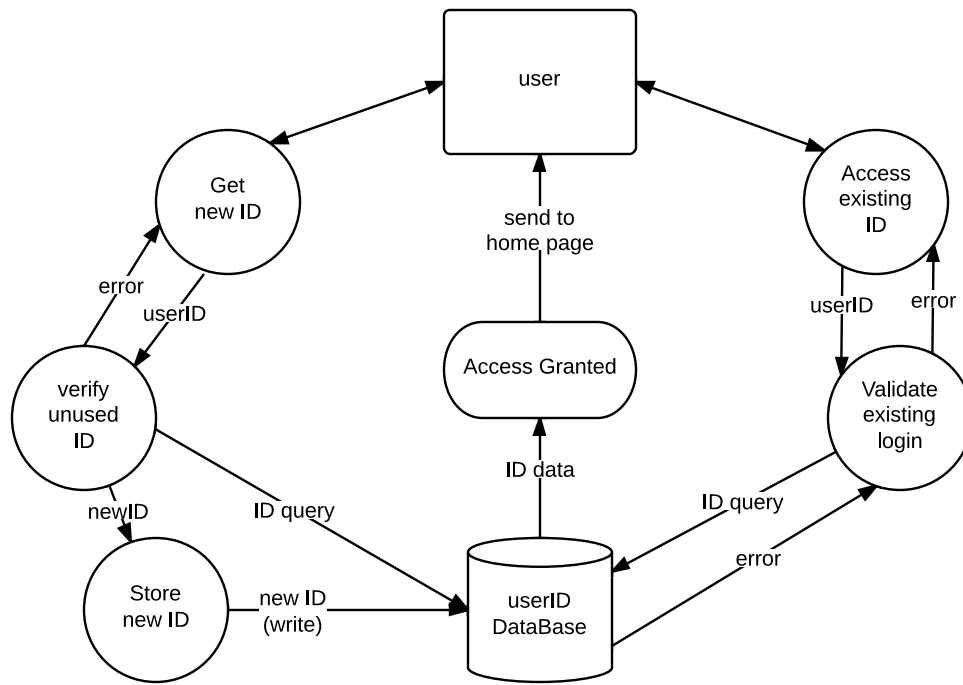 user
Get
new ID
Access
existing
ID
send to
home page
error
userID
userID
error
Access Granted
verify
unused
ID
Validate
existing
login
ID data
newID
ID query
ID query
error
Store
new ID
new ID
(write)
userID
DataBase